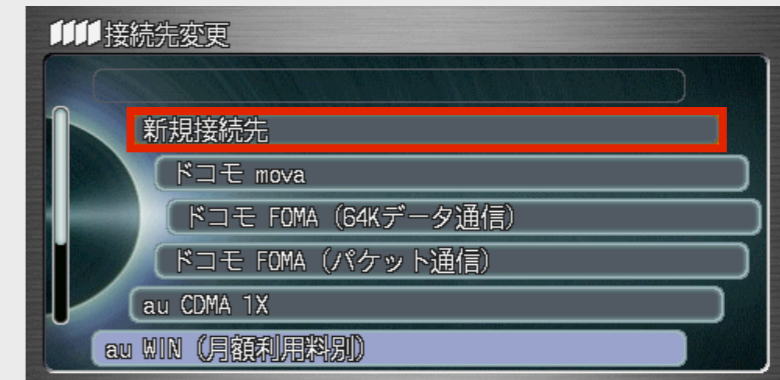 接続先変更
新規接続先
ドコモ mova
ドコモ FOMA (64Kデータ通信)
ドコモ FOMA (パケット通信)
au CDMA 1X
au WIN (月額利用料別)